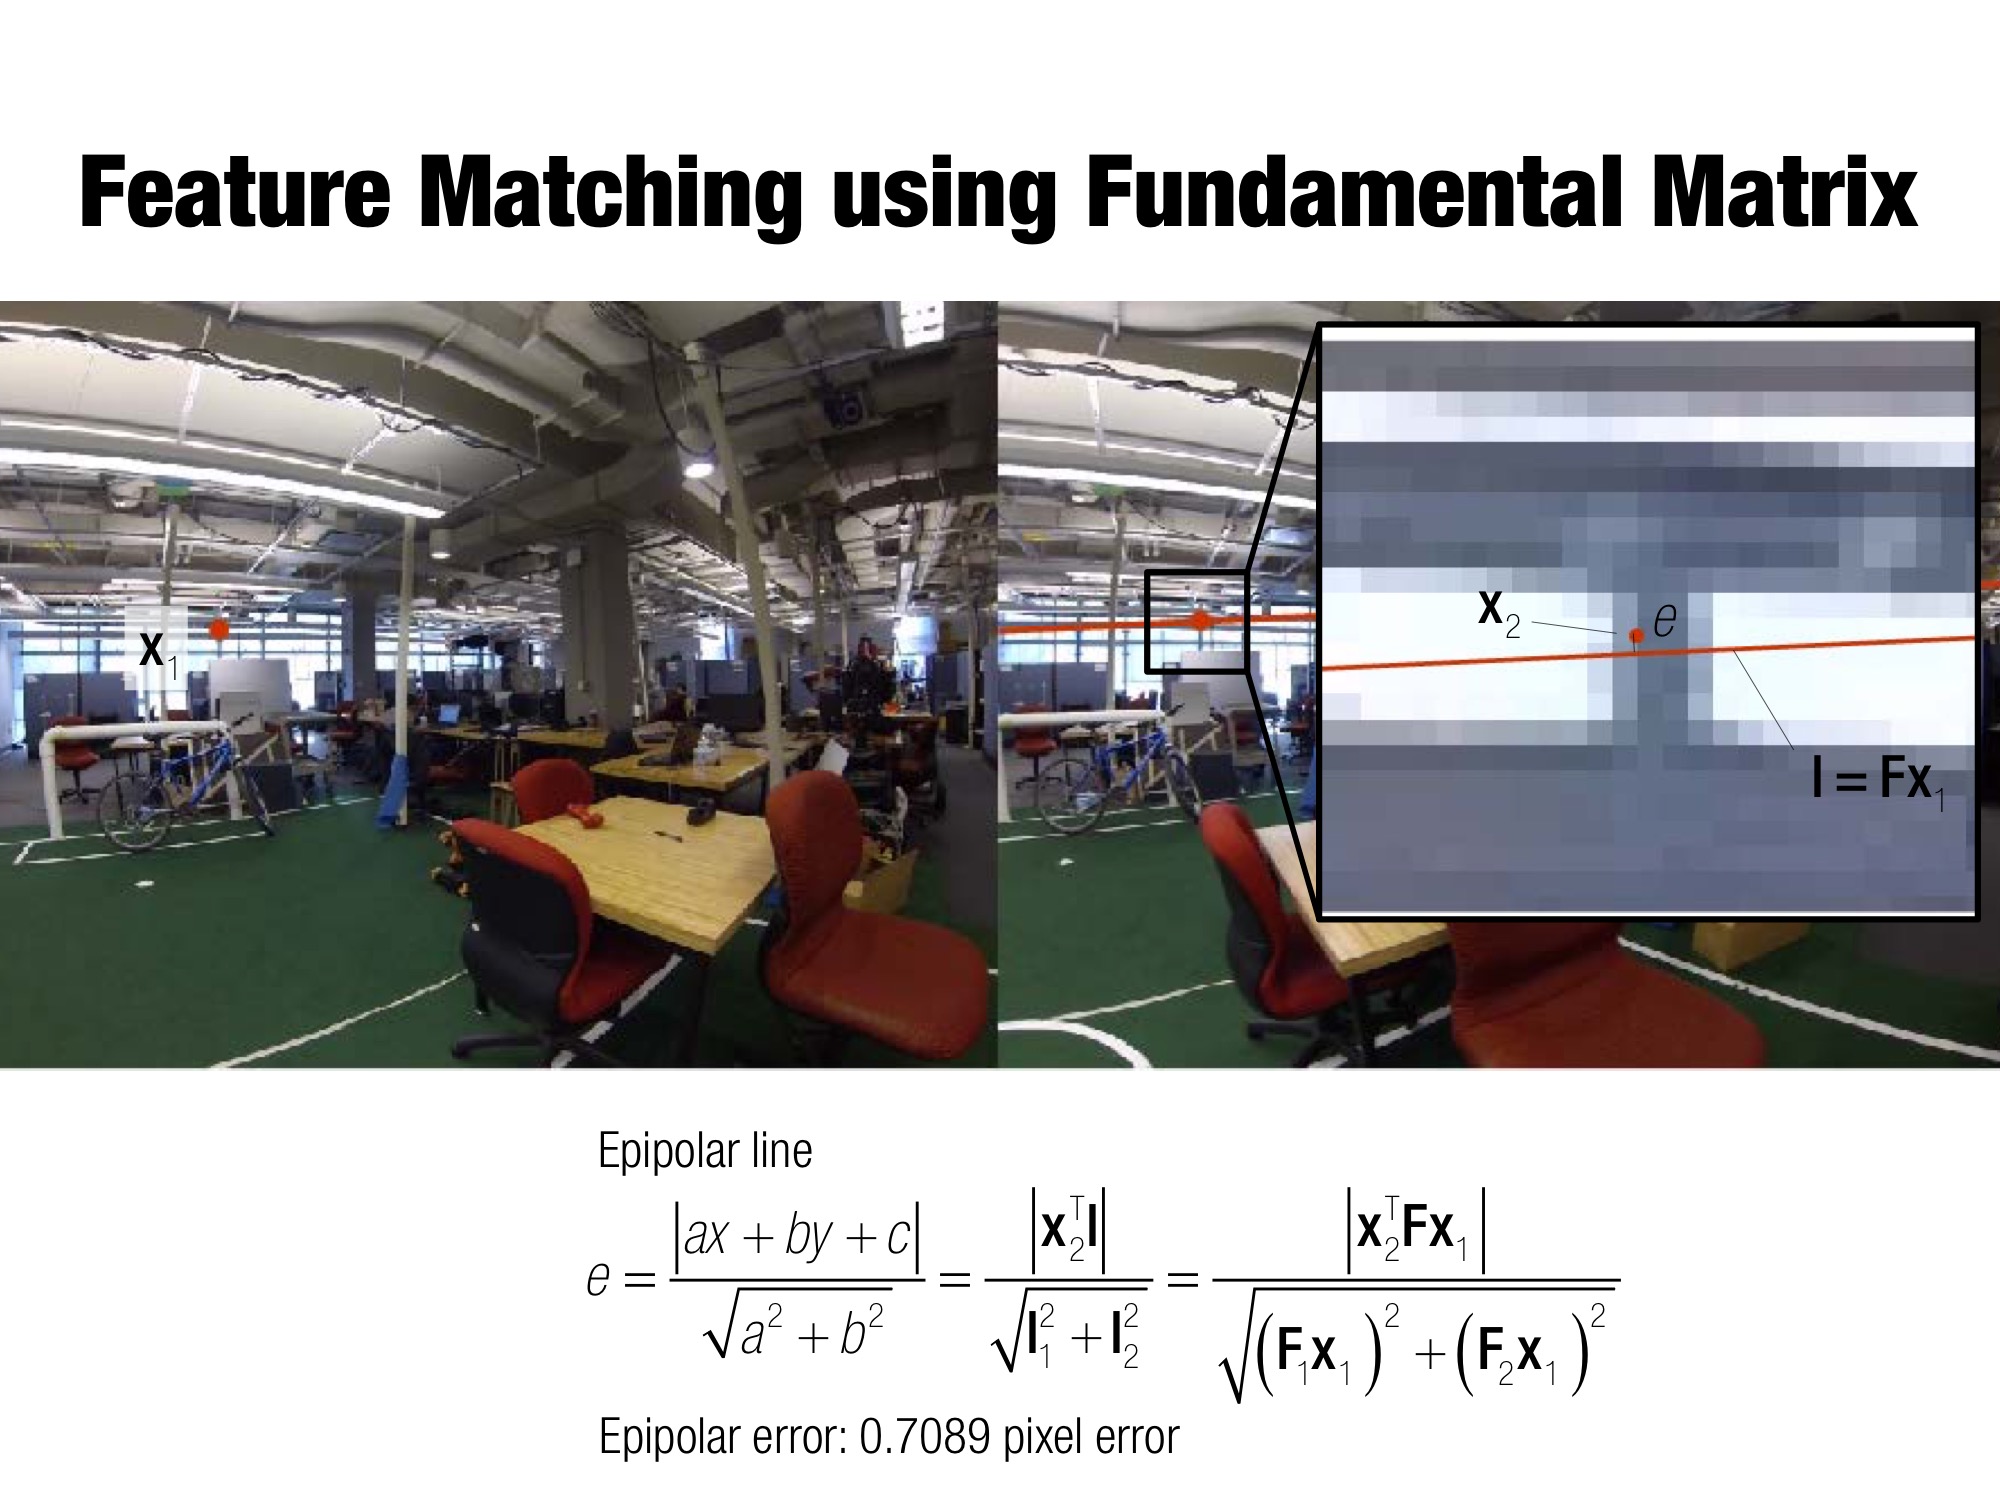 Feature Matching using Fundamental Matrix
x₁
x₂ e
l = Fx₁
Epipolar line
e = |ax + by + c| / √(a² + b²) = |x₂ᵀl| / √(l₁² + l₂²) = |x₂ᵀFx₁| / √((F₁x₁)² + (F₂x₁)²)
Epipolar error: 0.7089 pixel error